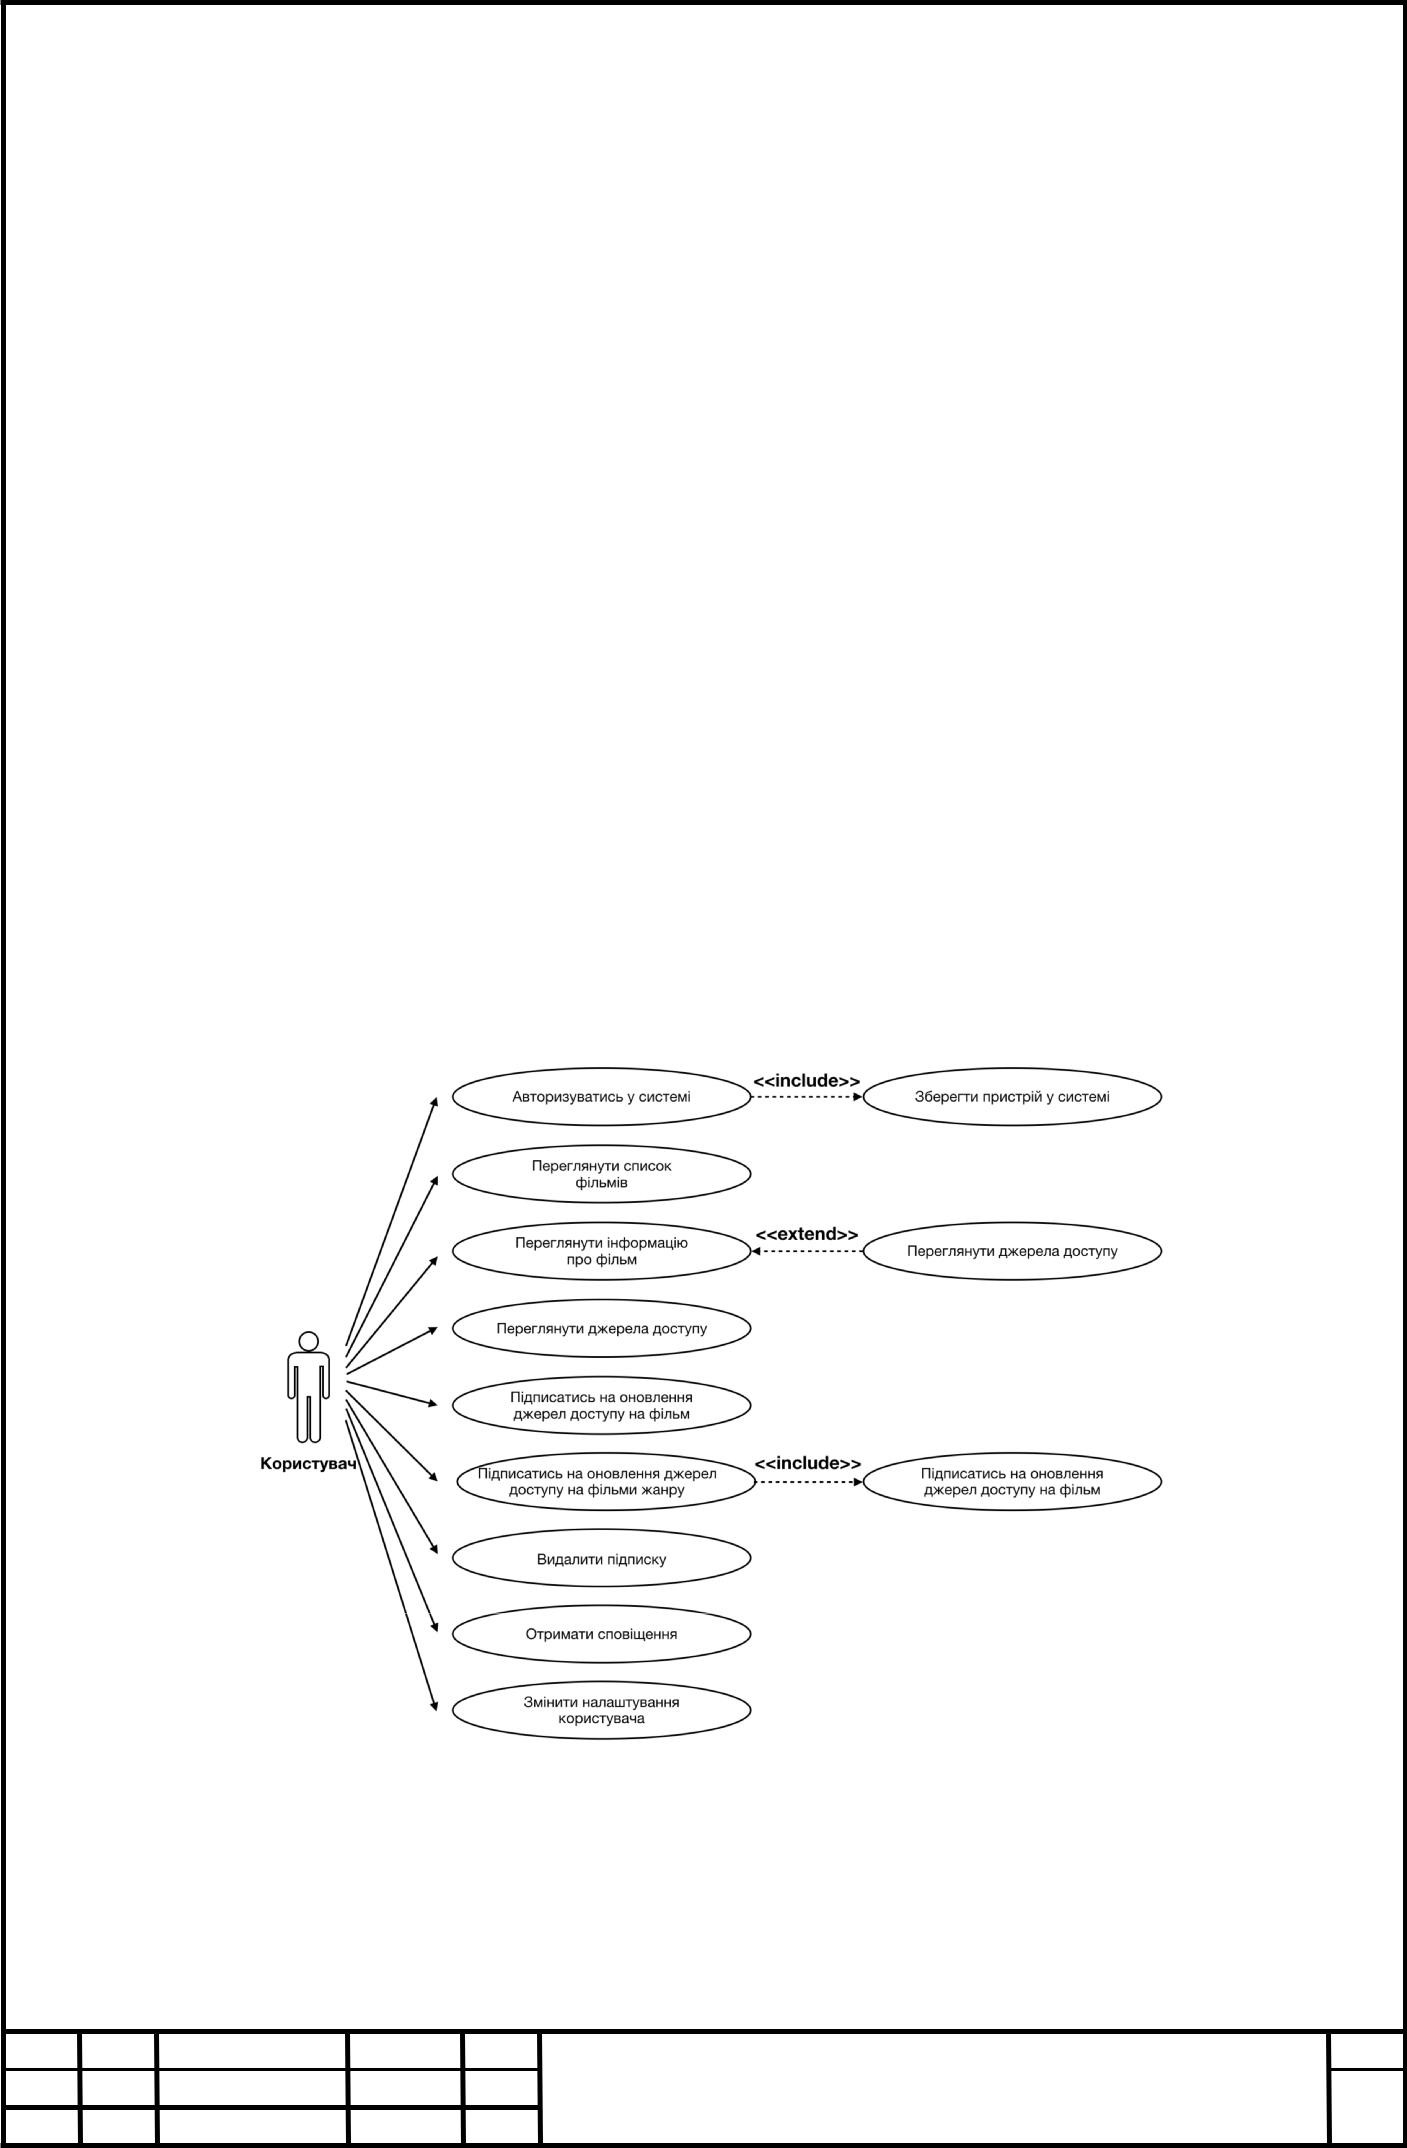 Авторизуватись у системі
<<include>>
Зберегти пристрій у системі
Переглянути список
фільмів
Переглянути інформацію
про фільм
<<extend>>
Переглянути джерела доступу
Переглянути джерела доступу
Підписатись на оновлення
джерел доступу на фільм
Користувач
Підписатись на оновлення джерел
доступу на фільми жанру
<<include>>
Підписатись на оновлення
джерел доступу на фільм
Видалити підписку
Отримати сповіщення
Змінити налаштування
користувача